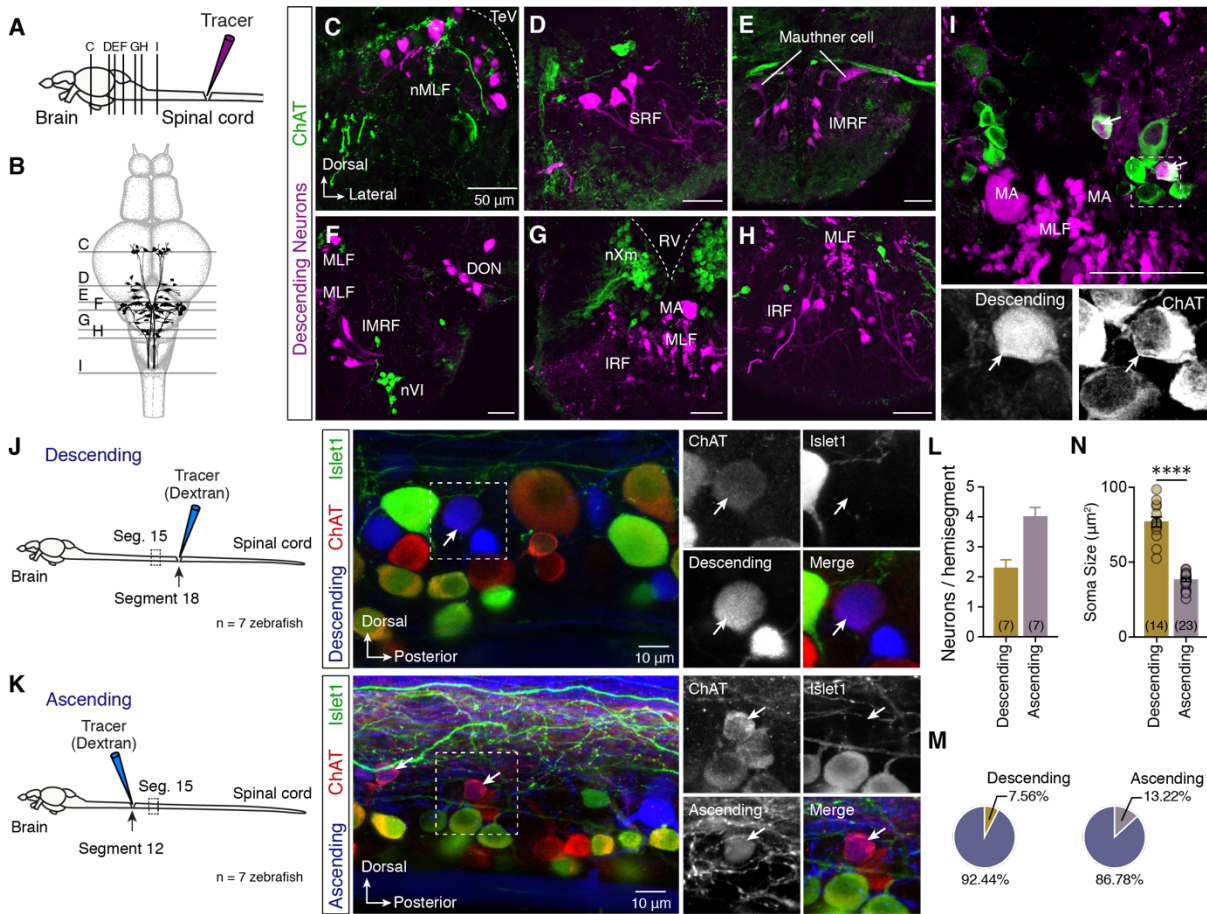 A
Tracer
C DEF GH I
Brain
Spinal cord
B
C
D
E
F
G
H
I
Descending Neurons ChAT
C
TeV
nMLF
Dorsal
Lateral
50 µm
D
SRF
E
Mauthner cell
IMRF
F
MLF
MLF
DON
IMRF
nVI
G
RV
nXm
MA
MLF
IRF
H
MLF
IRF
I
MA
MA
MLF
Descending
ChAT
J
Descending
Tracer
(Dextran)
Seg. 15
Spinal cord
Brain
Segment 18
n = 7 zebrafish
Descending ChAT Islet1
Dorsal
Posterior
10 µm
ChAT
Islet1
Descending
Merge
K
Ascending
Tracer
(Dextran)
Seg. 15
Spinal cord
Brain
Segment 12
n = 7 zebrafish
Ascending ChAT Islet1
Dorsal
Posterior
10 µm
ChAT
Islet1
Ascending
Merge
L
Neurons / hemisegment
6
4
2
0
(7)
(7)
Descending
Ascending
N
****
Soma Size (µm²)
100
50
0
(14)
(23)
Descending
Ascending
M
Descending
7.56%
92.44%
Ascending
13.22%
86.78%